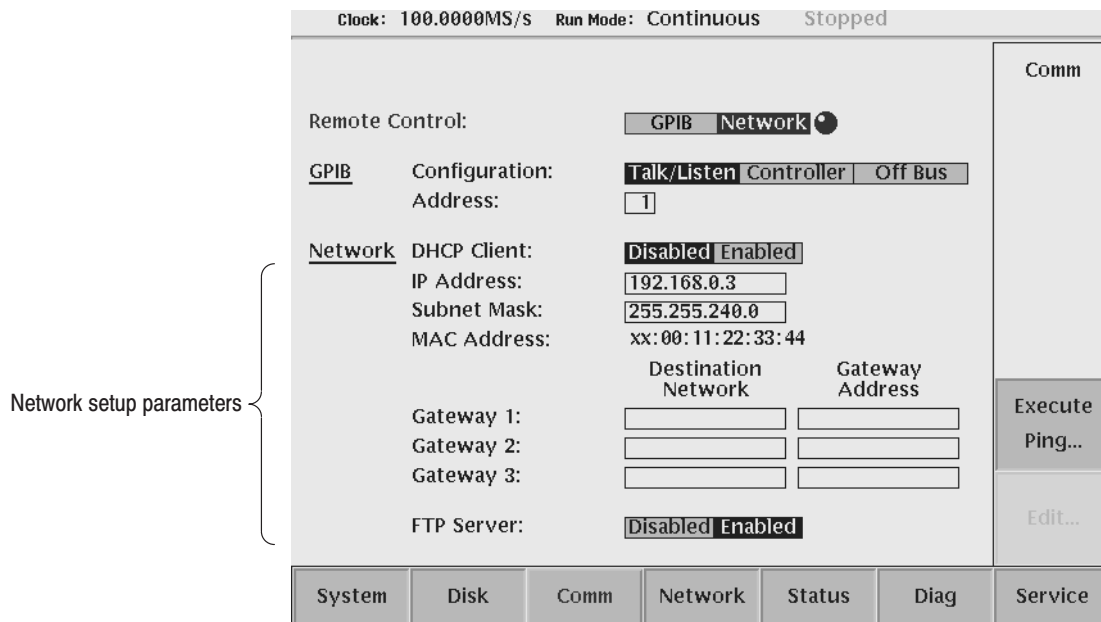 Clock: 100.0000MS/s Run Mode: Continuous Stopped
Comm
Remote Control: GPIB Network
GPIB Configuration: Talk/Listen Controller Off Bus
Address: 1
Network DHCP Client: Disabled Enabled
IP Address: 192.168.0.3
Subnet Mask: 255.255.240.0
MAC Address: xx:00:11:22:33:44
Destination Network Gateway Address
Network setup parameters
Gateway 1:
Gateway 2:
Gateway 3:
Execute Ping...
FTP Server: Disabled Enabled
Edit...
System Disk Comm Network Status Diag Service